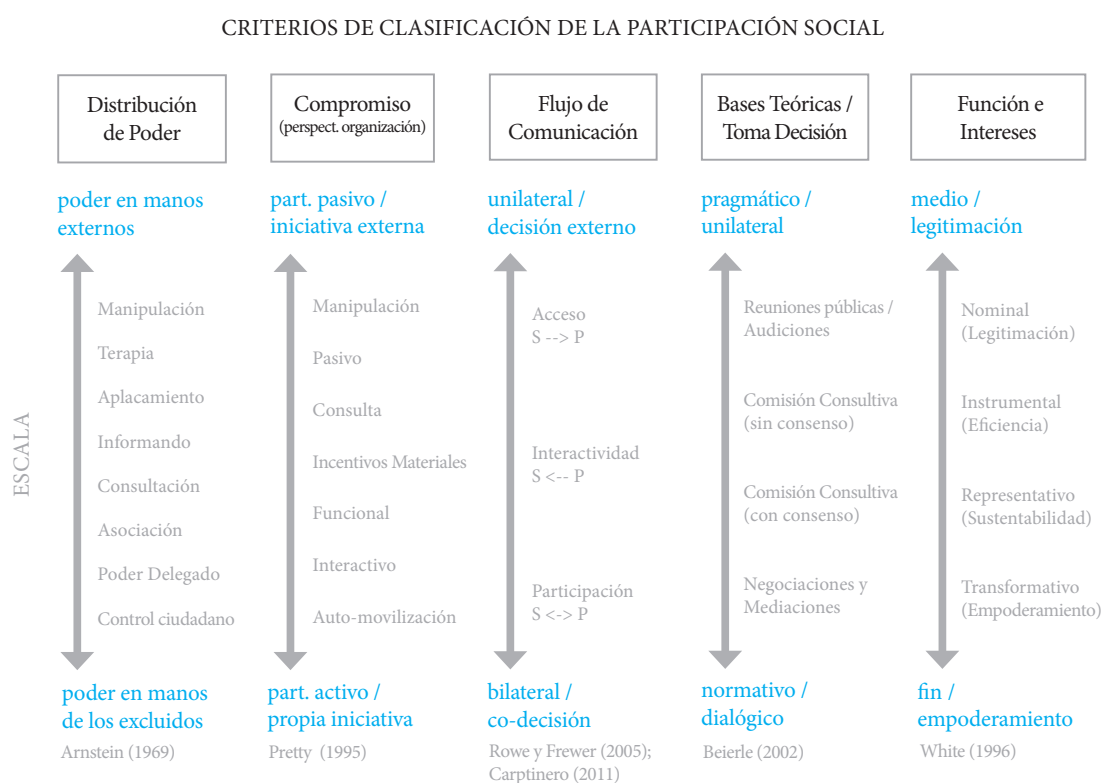 CRITERIOS DE CLASIFICACIÓN DE LA PARTICIPACIÓN SOCIAL
Distribución
de Poder
Compromiso
(perspect. organización)
Flujo de
Comunicación
Bases Teóricas /
Toma Decisión
Función e
Intereses
poder en manos
externos
part. pasivo /
iniciativa externa
unilateral /
decisión externo
pragmático /
unilateral
medio /
legitimación
ESCALA
Manipulación
Terapia
Aplacamiento
Informando
Consultación
Asociación
Poder Delegado
Control ciudadano
Manipulación
Pasivo
Consulta
Incentivos Materiales
Funcional
Interactivo
Auto-movilización
Acceso
S --> P
Interactividad
S <-- P
Participación
S <-> P
Reuniones públicas /
Audiciones
Comisión Consultiva
(sin consenso)
Comisión Consultiva
(con consenso)
Negociaciones y
Mediaciones
Nominal
(Legitimación)
Instrumental
(Eficiencia)
Representativo
(Sustentabilidad)
Transformativo
(Empoderamiento)
poder en manos
de los excluidos
Arnstein (1969)
part. activo /
propia iniciativa
Pretty (1995)
bilateral /
co-decisión
Rowe y Frewer (2005);
Carptinero (2011)
normativo /
dialógico
Beierle (2002)
fin /
empoderamiento
White (1996)